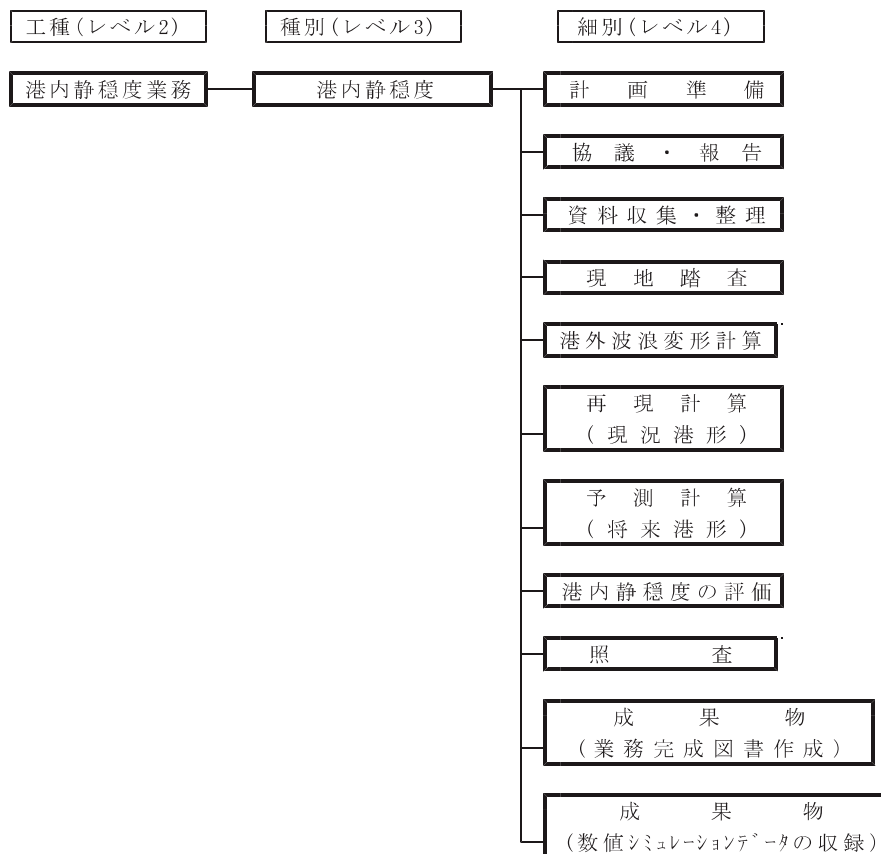 工種(レベル2)
種別(レベル3)
細別(レベル4)
港内静穏度業務
港内静穏度
計画準備
協議・報告
資料収集・整理
現地踏査
港外波浪変形計算
再現計算
(現況港形)
予測計算
(将来港形)
港内静穏度の評価
照査
成果物
(業務完成図書作成)
成果物
(数値シミュレーションデータの収録)